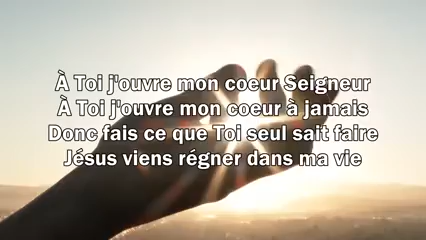 À Toi j'ouvre mon coeur Seigneur
À Toi j'ouvre mon coeur à jamais
Donc fais ce que Toi seul sait faire
Jésus viens régner dans ma vie